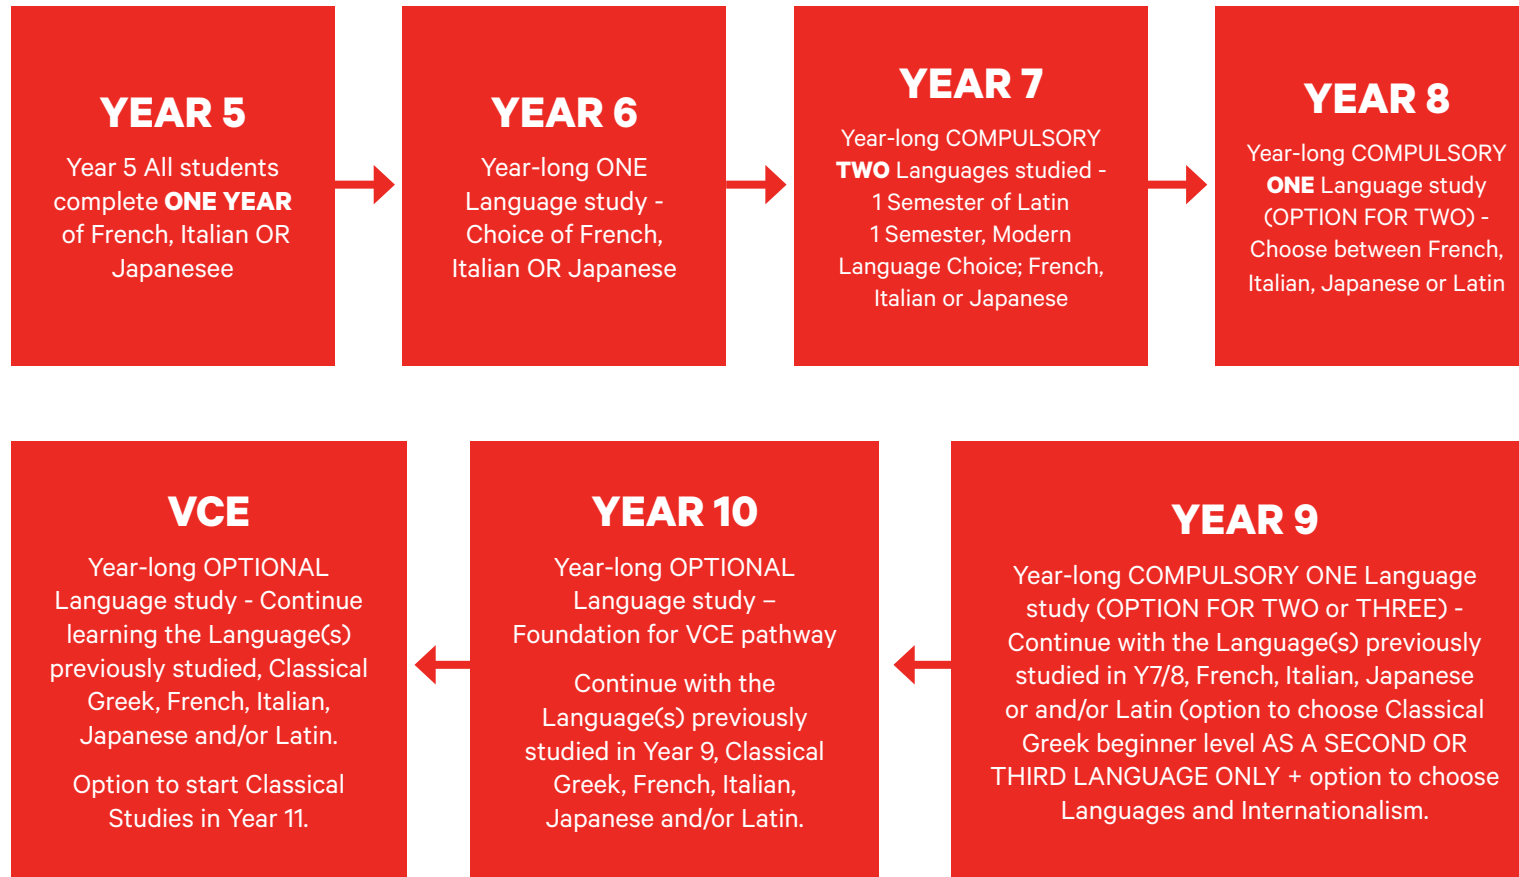 YEAR 5
Year 5 All students
complete ONE YEAR
of French, Italian OR
Japanesee
YEAR 6
Year-long ONE
Language study -
Choice of French,
Italian OR Japanese
YEAR 7
Year-long COMPULSORY
TWO Languages studied -
1 Semester of Latin
1 Semester, Modern
Language Choice; French,
Italian or Japanese
YEAR 8
Year-long COMPULSORY
ONE Language study
(OPTION FOR TWO) -
Choose between French,
Italian, Japanese or Latin
YEAR 9
Year-long COMPULSORY ONE Language
study (OPTION FOR TWO or THREE) -
Continue with the Language(s) previously
studied in Y7/8, French, Italian, Japanese
or and/or Latin (option to choose Classical
Greek beginner level AS A SECOND OR
THIRD LANGUAGE ONLY + option to choose
Languages and Internationalism.
YEAR 10
Year-long OPTIONAL
Language study –
Foundation for VCE pathway
Continue with the
Language(s) previously
studied in Year 9, Classical
Greek, French, Italian,
Japanese and/or Latin.
VCE
Year-long OPTIONAL
Language study - Continue
learning the Language(s)
previously studied, Classical
Greek, French, Italian,
Japanese and/or Latin.
Option to start Classical
Studies in Year 11.